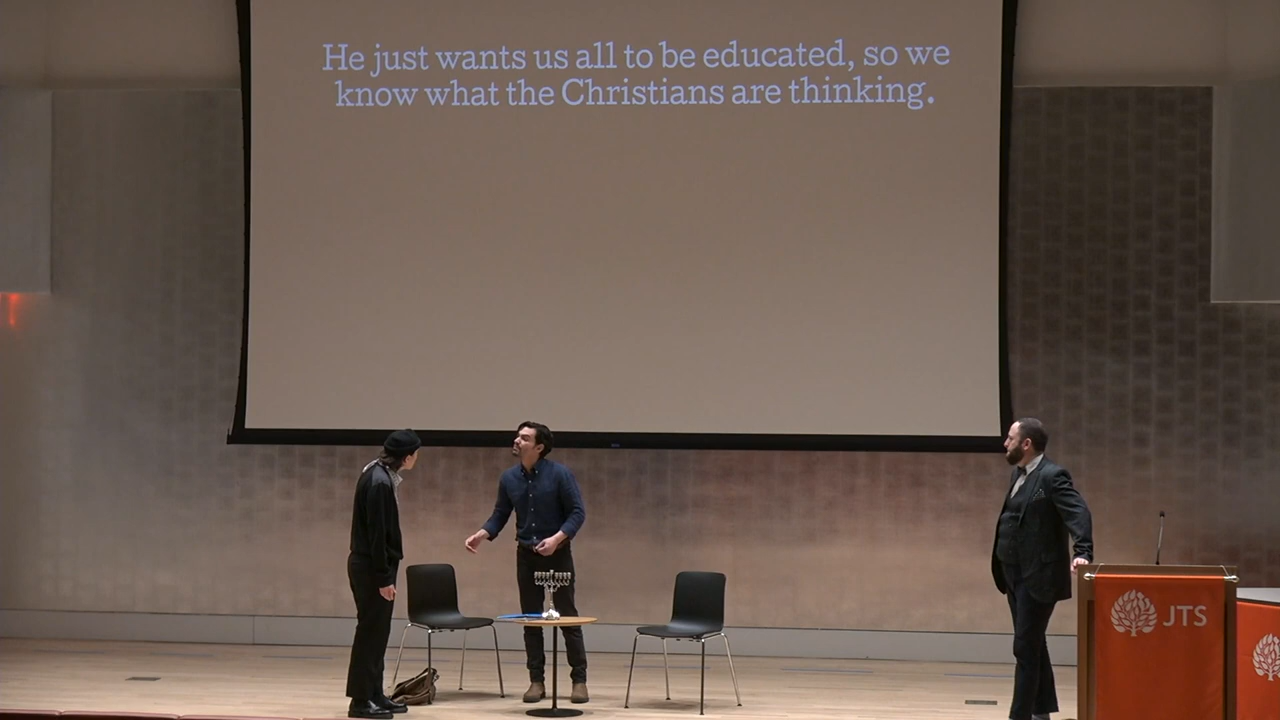 He just wants us all to be educated, so we
know what the Christians are thinking.
JTS